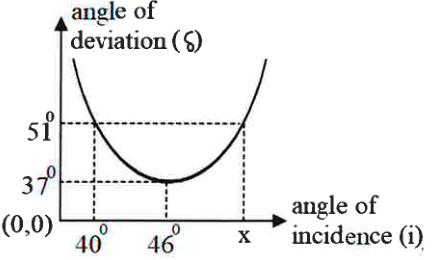 angle of
deviation (δ)
51°
37°
(0,0)
40°
46°
x
angle of
incidence (i)